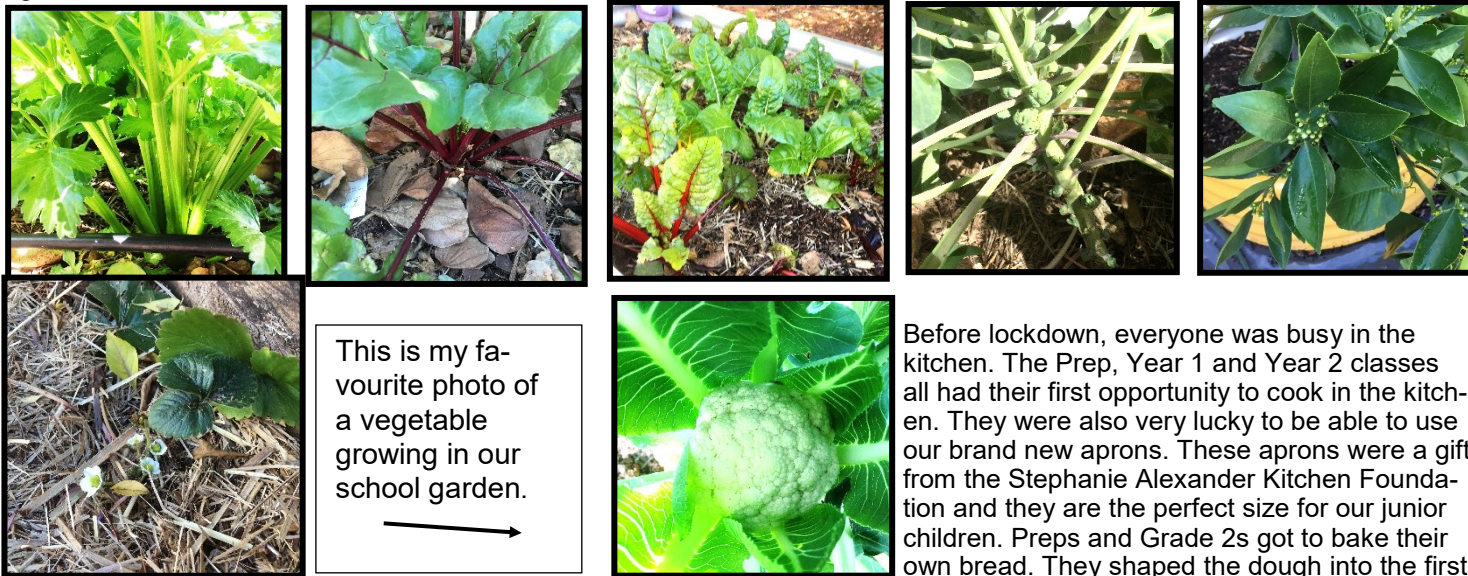 This is my fa-
vourite photo of
a vegetable
growing in our
school garden.
Before lockdown, everyone was busy in the
kitchen. The Prep, Year 1 and Year 2 classes
all had their first opportunity to cook in the kitch-
en. They were also very lucky to be able to use
our brand new aprons. These aprons were a gift
from the Stephanie Alexander Kitchen Founda-
tion and they are the perfect size for our junior
children. Preps and Grade 2s got to bake their
own bread. They shaped the dough into the first